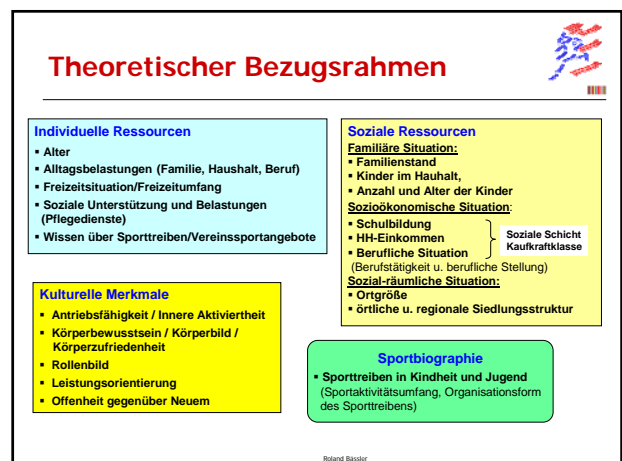 Theoretischer Bezugsrahmen
Individuelle Ressourcen
▪ Alter
▪ Alltagsbelastungen (Familie, Haushalt, Beruf)
▪ Freizeitsituation/Freizeitumfang
▪ Soziale Unterstützung und Belastungen
(Pflegedienste)
▪ Wissen über Sporttreiben/Vereinssportangebote
Kulturelle Merkmale
▪ Antriebsfähigkeit / Innere Aktiviertheit
▪ Körperbewusstsein / Körperbild /
Körperzufriedenheit
▪ Rollenbild
▪ Leistungsorientierung
▪ Offenheit gegenüber Neuem
Soziale Ressourcen
Familiäre Situation:
▪ Familienstand
▪ Kinder im Hauhalt,
▪ Anzahl und Alter der Kinder
Sozioökonomische Situation:
▪ Schulbildung
▪ HH-Einkommen
▪ Berufliche Situation
(Berufstätigkeit u. berufliche Stellung)
Soziale Schicht
Kaufkraftklasse
Sozial-räumliche Situation:
▪ Ortgröße
▪ örtliche u. regionale Siedlungsstruktur
Sportbiographie
▪ Sporttreiben in Kindheit und Jugend
(Sportaktivitätsumfang, Organisationsform
des Sporttreibens)
Roland Bässler